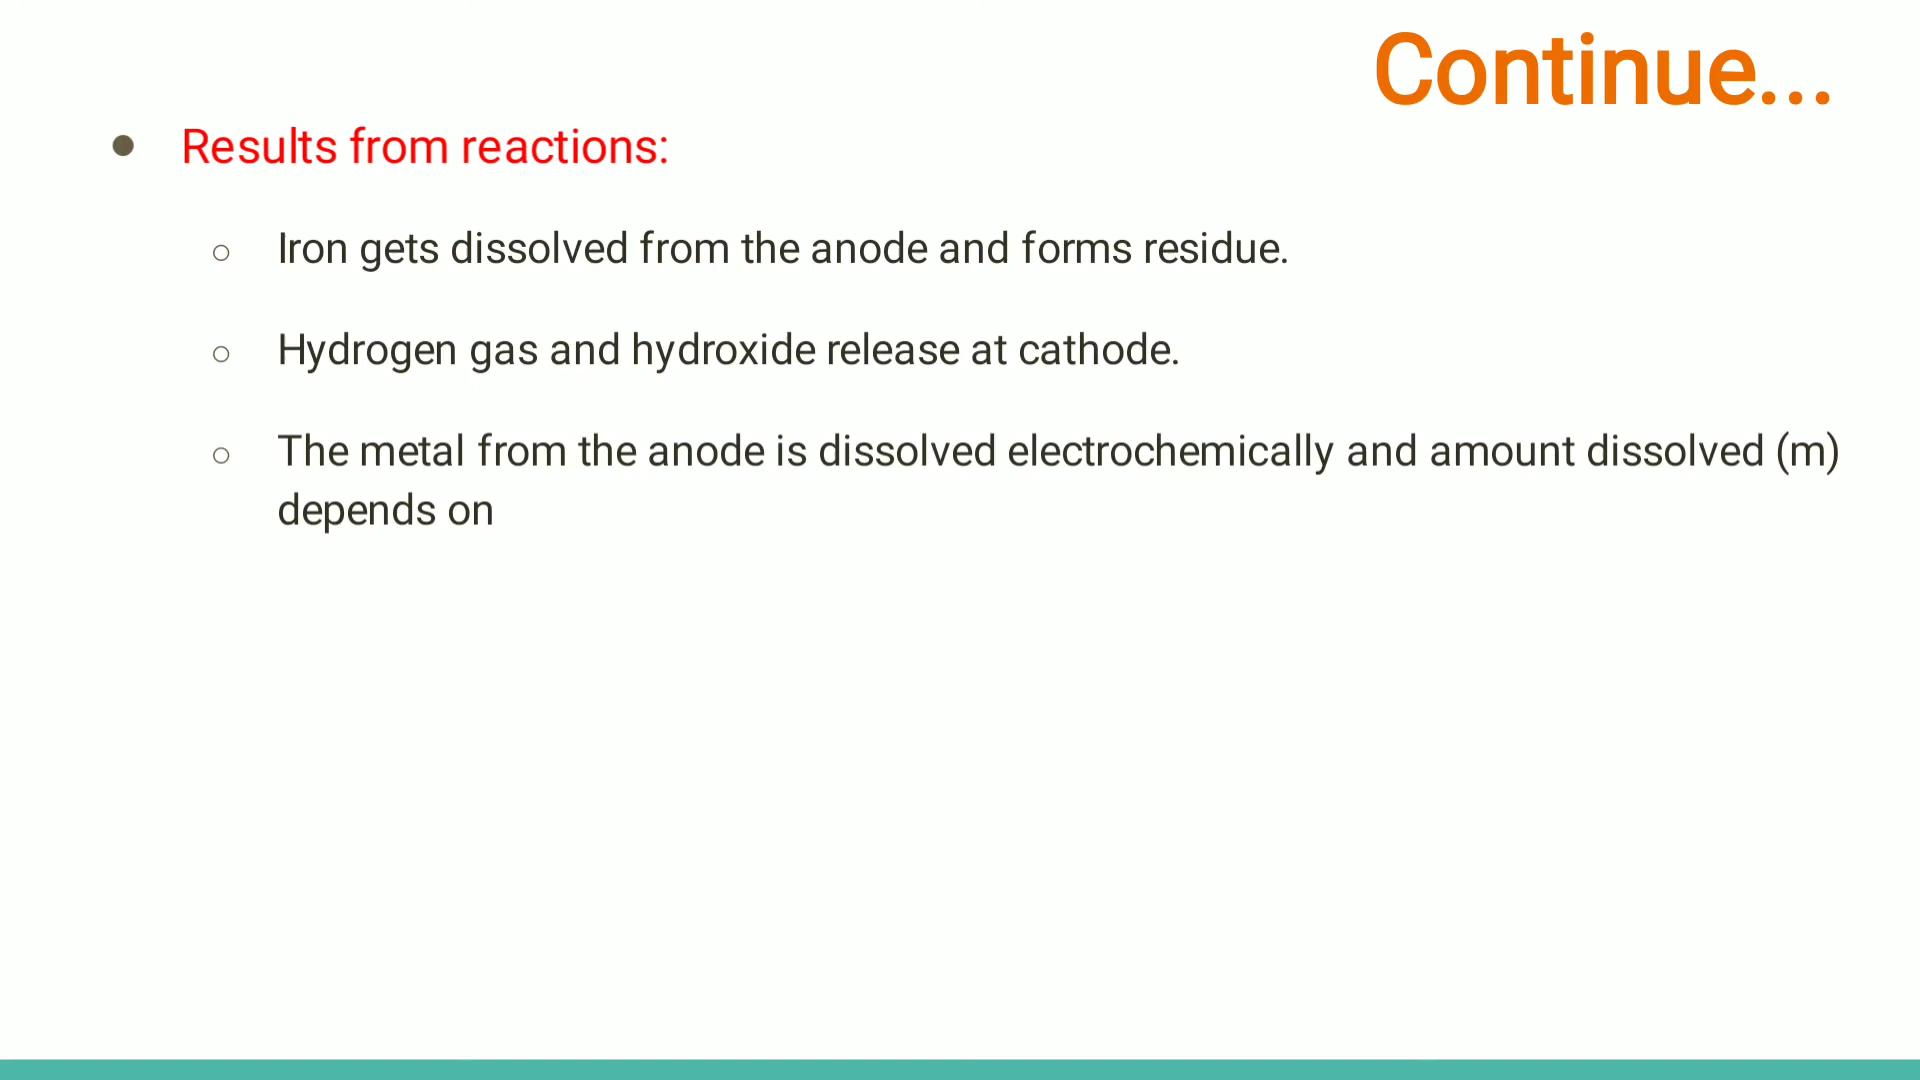 Continue...
Results from reactions:
Iron gets dissolved from the anode and forms residue.
Hydrogen gas and hydroxide release at cathode.
The metal from the anode is dissolved electrochemically and amount dissolved (m)
depends on